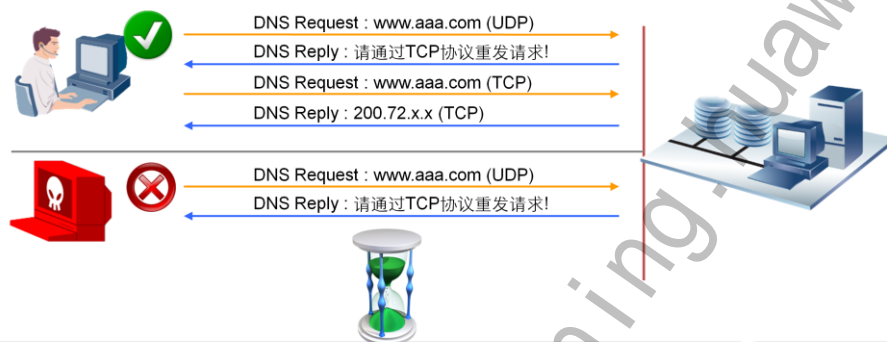 DNS Request : www.aaa.com (UDP)
DNS Reply : 请通过TCP协议重发请求!
DNS Request : www.aaa.com (TCP)
DNS Reply : 200.72.x.x (TCP)
DNS Request : www.aaa.com (UDP)
DNS Reply : 请通过TCP协议重发请求!